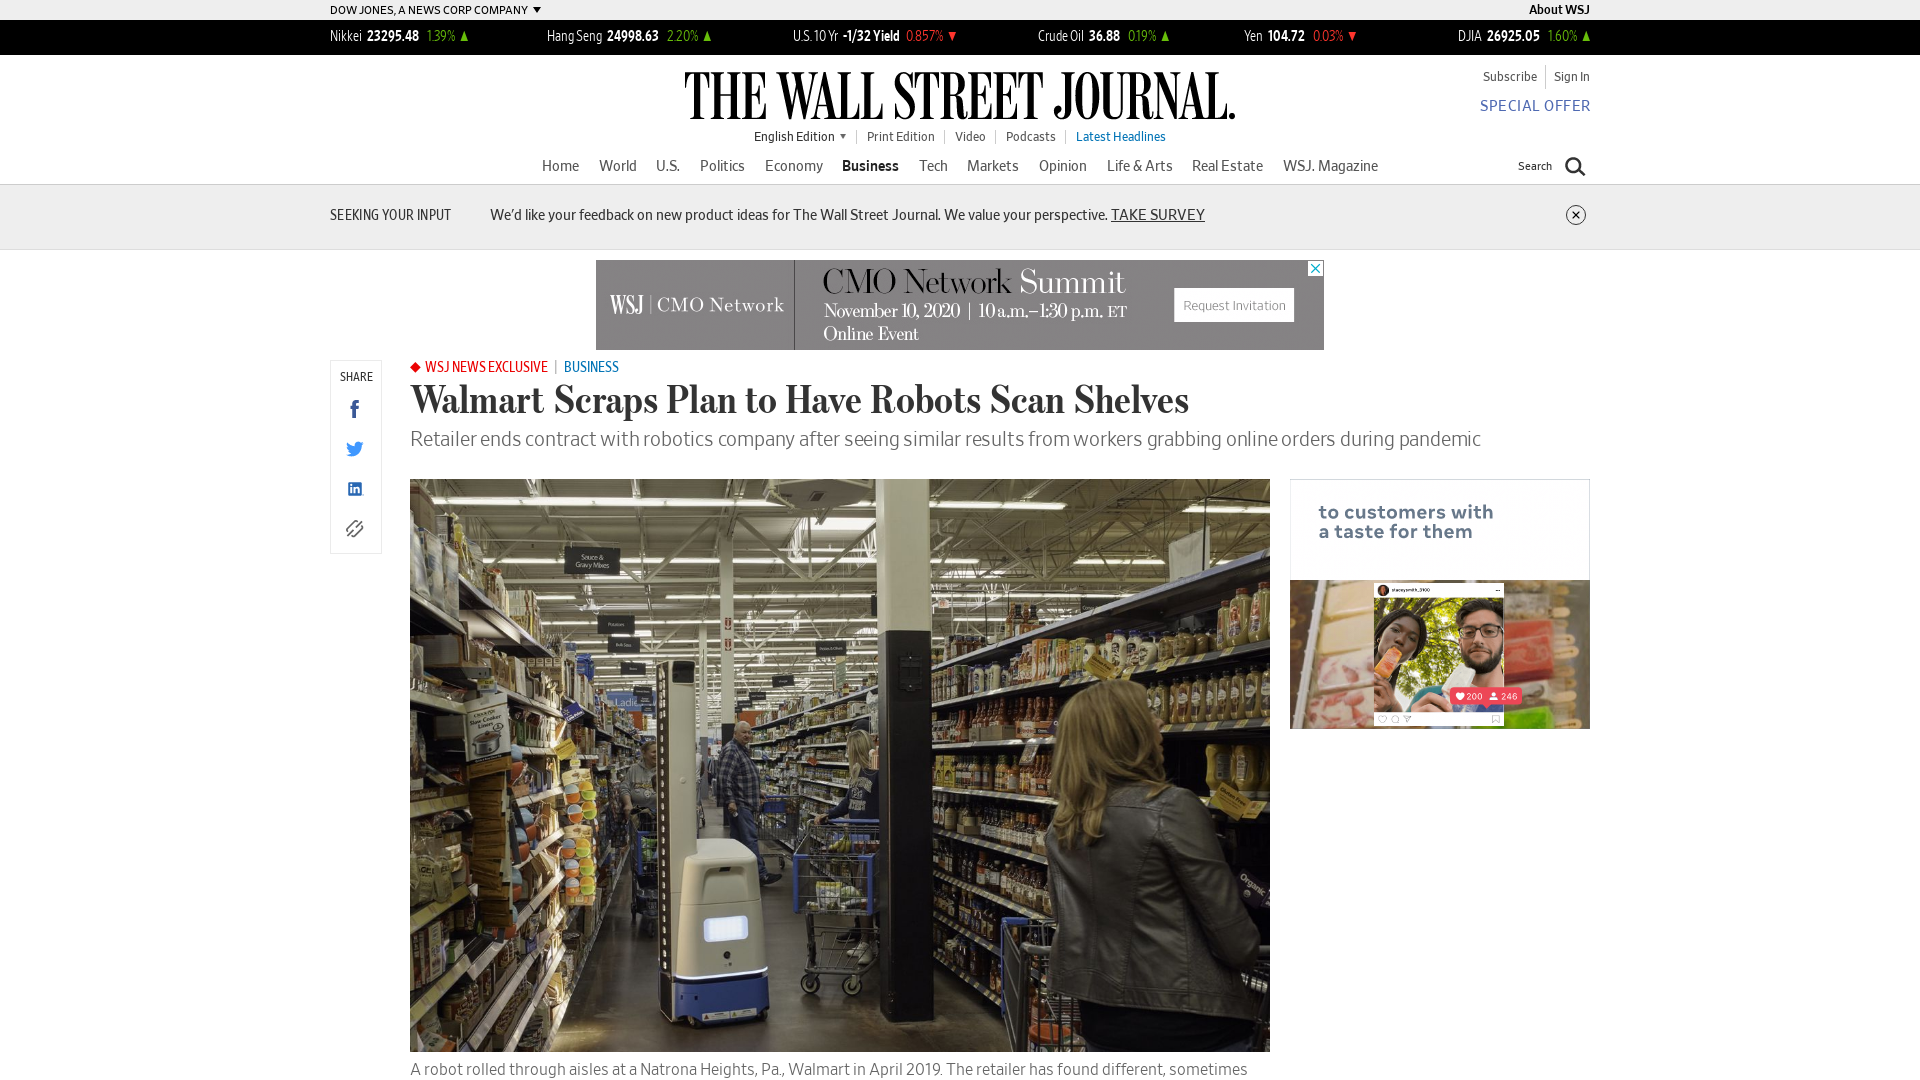 DOW JONES, A NEWS CORP COMPANY
About WSJ
Nikkei 23295.48 1.39%
Hang Seng 24998.63 2.20%
U.S. 10 Yr -1/32 Yield 0.857%
Crude Oil 36.88 0.19%
Yen 104.72 0.03%
DJIA 26925.05 1.60%
THE WALL STREET JOURNAL.
Subscribe
Sign In
SPECIAL OFFER
English Edition
Print Edition
Video
Podcasts
Latest Headlines
Home World U.S. Politics Economy Business Tech Markets Opinion Life & Arts Real Estate WSJ. Magazine
Search
SEEKING YOUR INPUT
We’d like your feedback on new product ideas for The Wall Street Journal. We value your perspective. TAKE SURVEY
WSJ | CMO Network
CMO Network Summit
November 10, 2020 | 10 a.m.–1:30 p.m. ET
Online Event
Request Invitation
SHARE
WSJ NEWS EXCLUSIVE | BUSINESS
Walmart Scraps Plan to Have Robots Scan Shelves
Retailer ends contract with robotics company after seeing similar results from workers grabbing online orders during pandemic
Sauce &
Gravy Mixes
Organic
to customers with
a taste for them
staceysmith_3100
200 246
A robot rolled through aisles at a Natrona Heights, Pa., Walmart in April 2019. The retailer has found different, sometimes